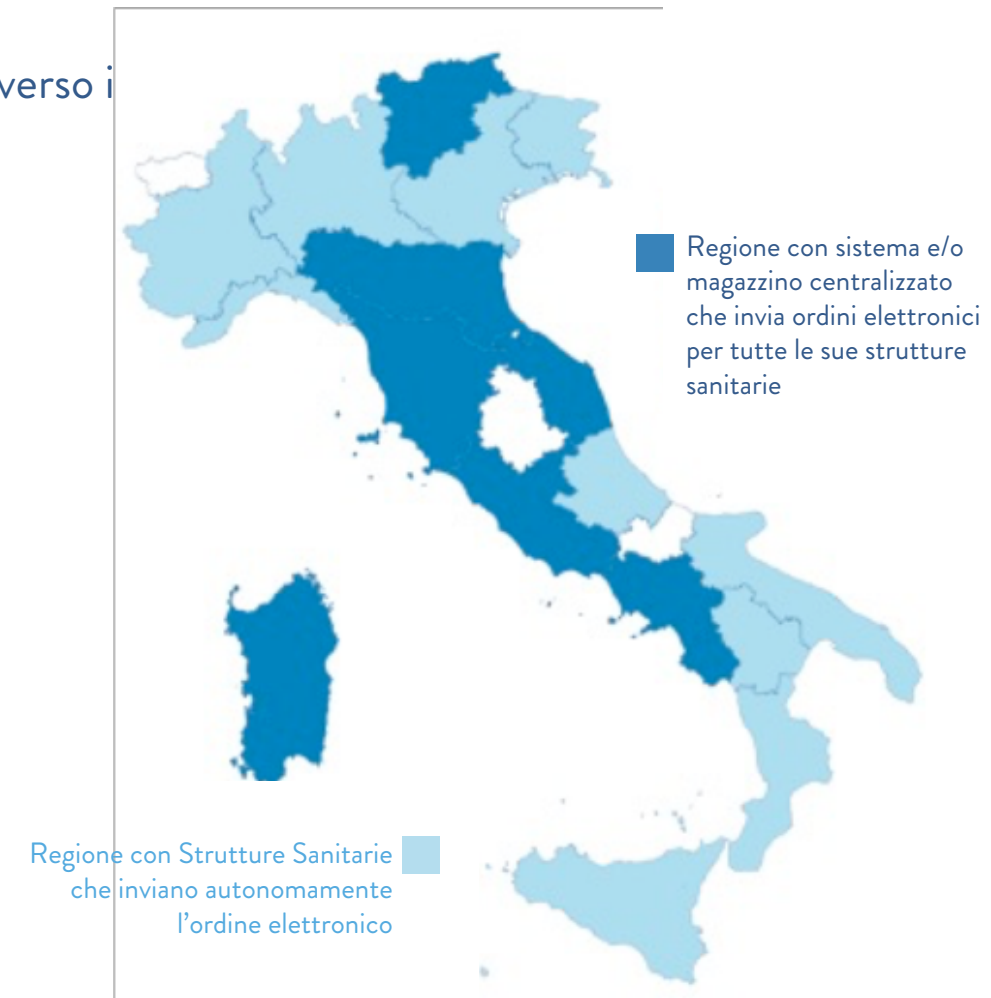 verso i
Regione con sistema e/o
magazzino centralizzato
che invia ordini elettronici
per tutte le sue strutture
sanitarie
Regione con Strutture Sanitarie
che inviano autonomamente
l'ordine elettronico